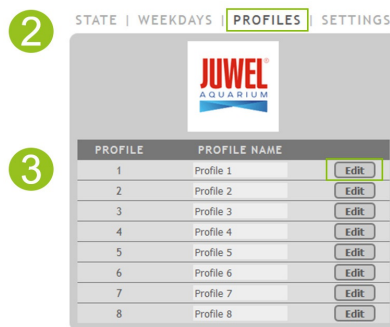 2
STATE | WEEKDAYS | PROFILES | SETTINGS
JUWEL
AQUARIUM
PROFILE PROFILE NAME
3
1 Profile 1 Edit
2 Profile 2 Edit
3 Profile 3 Edit
4 Profile 4 Edit
5 Profile 5 Edit
6 Profile 6 Edit
7 Profile 7 Edit
8 Profile 8 Edit